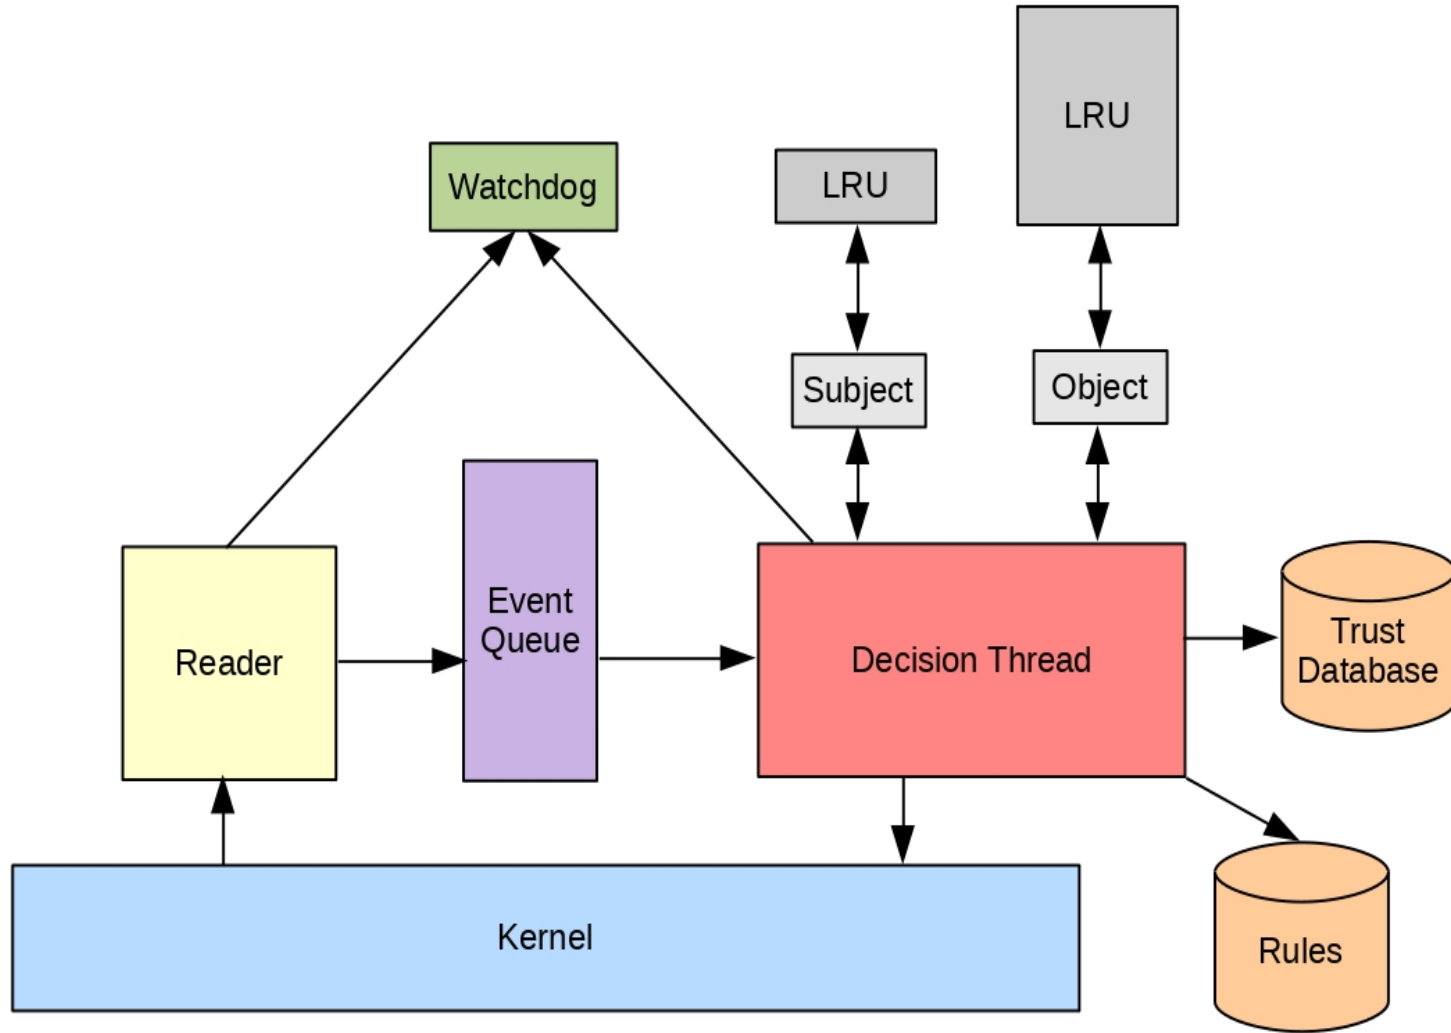 LRU
LRU
Watchdog
Subject
Object
Event
Queue
Reader
Decision Thread
Trust
Database
Kernel
Rules